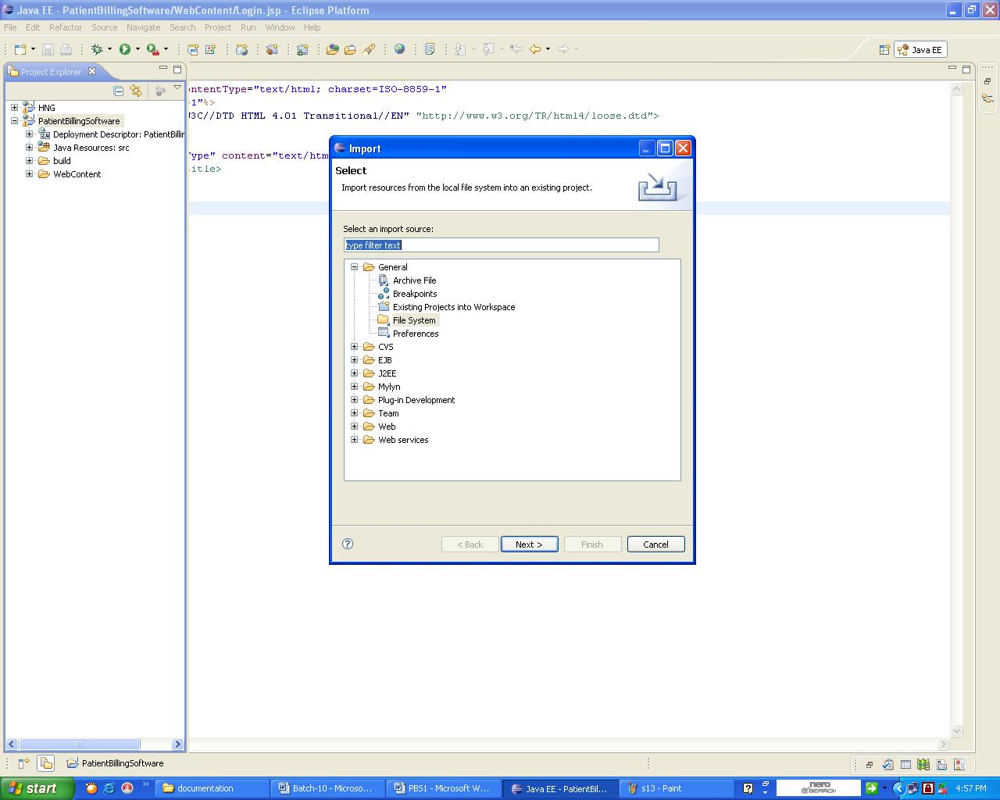 Java EE - PatientBillingSoftware/WebContent/Login.jsp - Eclipse Platform
File Edit Refactor Source Navigate Search Project Run Window Help
Java EE
Project Explorer
ontentType="text/html; charset=ISO-8859-1"
-1"%>
HNG
PatientBillingSoftware
W3C//DTD HTML 4.01 Transitional//EN" "http://www.w3.org/TR/html4/loose.dtd">
Deployment Descriptor: PatientBillin
Java Resources: src
Type" content="text/htm
build
WebContent
itle>
Import
Select
Import resources from the local file system into an existing project.
Select an import source:
type filter text
General
Archive File
Breakpoints
Existing Projects into Workspace
File System
Preferences
CVS
EJB
J2EE
Mylyn
Plug-in Development
Team
Web
Web services
< Back Next > Finish Cancel
PatientBillingSoftware
start documentation Batch-10 - Microso... PBS1 - Microsoft W... Java EE - PatientBil... s13 - Paint nero @SEARCH 4:57 PM